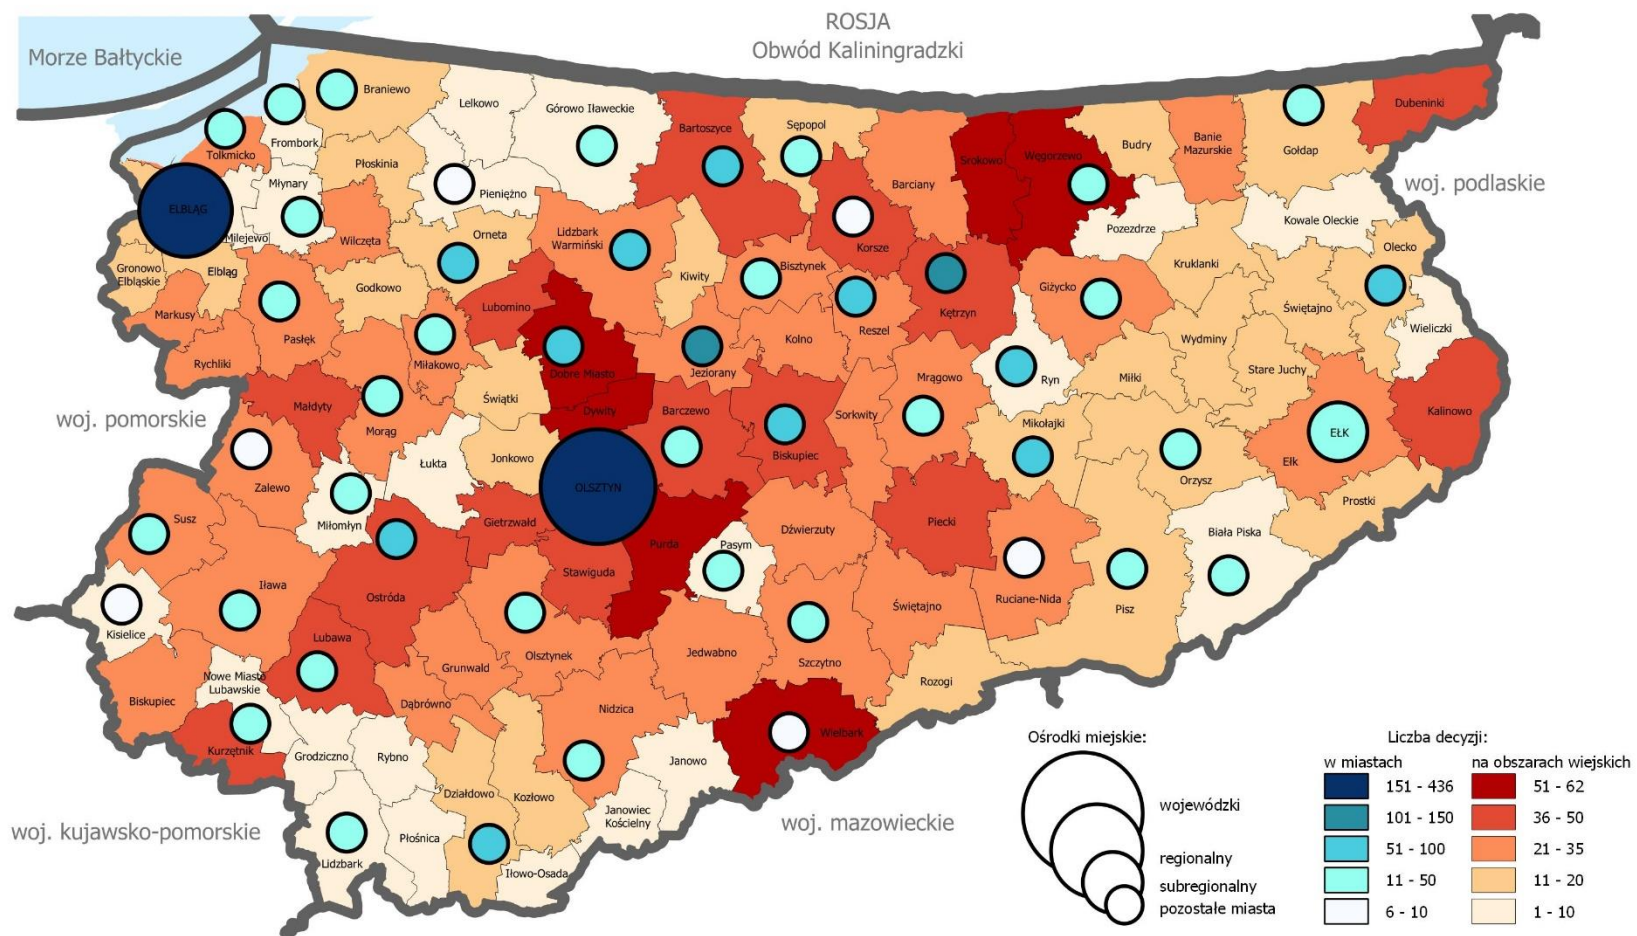 ROSJA
Obwód Kaliningradzki
Morze Bałtyckie
Braniewo
Lelkowo
Górowo Iławeckie
Bartoszyce
Sępopol
Barciany
Srokowo
Węgorzewo
Budry
Banie
Mazurskie
Gołdap
Dubeninki
Frombork
Tolkmicko
Płoskinia
Pieniężno
Młynary
ELBLĄG
Milejewo
Wilczęta
Orneta
Lidzbark
Warmiński
Kiwity
Bisztynek
Korsze
Pozezdrze
Kowale Oleckie
woj. podlaskie
Olecko
Gronowo
Elbląskie
Elbląg
Godkowo
Markusy
Pasłęk
Lubomino
Reszel
Kętrzyn
Giżycko
Kruklanki
Świętajno
Wieliczki
Rychliki
Miłakowo
Dobre Miasto
Jeziorany
Kolno
Wydminy
Stare Juchy
Małdyty
Morąg
Świątki
Dywity
Barczewo
Biskupiec
Sorkwity
Mrągowo
Ryn
Miłki
Mikołajki
Kalinowo
EŁK
Ełk
woj. pomorskie
Zalewo
Łukta
Jonkowo
OLSZTYN
Orzysz
Prostki
Susz
Miłomłyn
Gietrzwałd
Purda
Pasym
Dźwierzuty
Piecki
Biała Piska
Iława
Ostróda
Stawiguda
Kisielice
Lubawa
Olsztynek
Grunwald
Jedwabno
Szczytno
Świętajno
Ruciane-Nida
Pisz
Rozogi
Biskupiec
Nowe Miasto
Lubawskie
Dąbrówno
Nidzica
Wielbark
Kurzętnik
Grodziczno
Rybno
Janowo
Działdowo
Kozłowo
Janowiec
Kościelny
Lidzbark
Płośnica
Iłowo-Osada
woj. kujawsko-pomorskie
woj. mazowieckie
Ośrodki miejskie:
wojewódzki
regionalny
subregionalny
pozostałe miasta
Liczba decyzji:
w miastach
na obszarach wiejskich
151 - 436
51 - 62
101 - 150
36 - 50
51 - 100
21 - 35
11 - 50
11 - 20
6 - 10
1 - 10